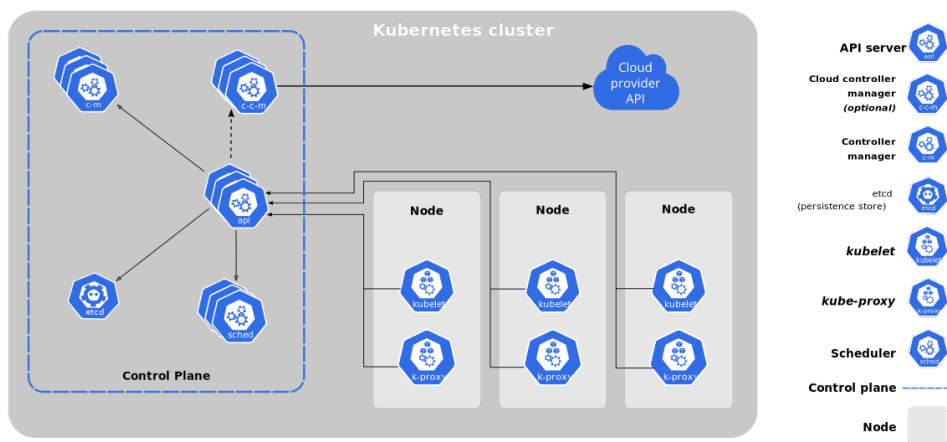 Kubernetes cluster
c-m
c-c-m
Cloud
provider
API
api
etcd
sched
Control Plane
Node
kubelet
k-proxy
Node
kubelet
k-proxy
Node
kubelet
k-proxy
API server
api
Cloud controller
manager
(optional)
c-c-m
Controller
manager
c-m
etcd
(persistence store)
etcd
kubelet
kubelet
kube-proxy
k-proxy
Scheduler
sched
Control plane
Node